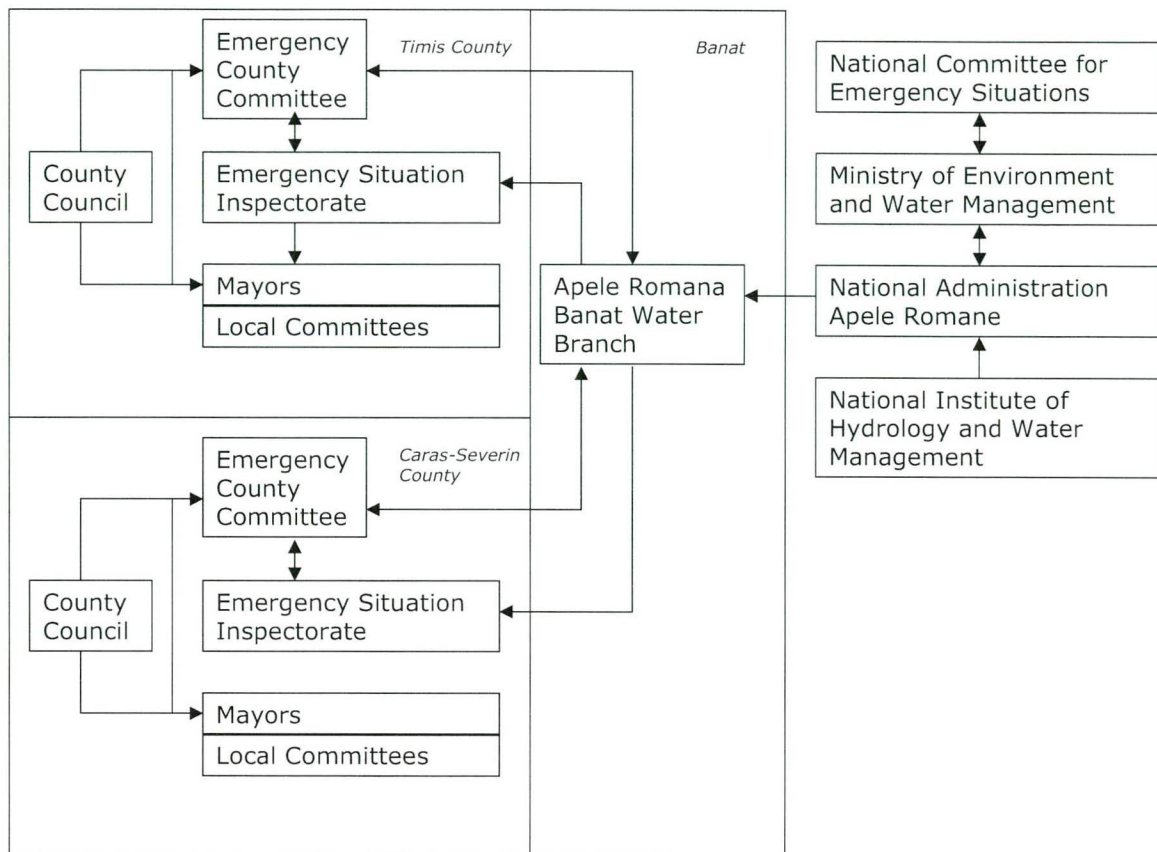 Timis County
Emergency
County
Committee
County
Council
Emergency Situation
Inspectorate
Mayors
Local Committees
Caras-Severin
County
Emergency
County
Committee
County
Council
Emergency Situation
Inspectorate
Mayors
Local Committees
Banat
Apele Romana
Banat Water
Branch
National Committee for
Emergency Situations
Ministry of Environment
and Water Management
National Administration
Apele Romane
National Institute of
Hydrology and Water
Management